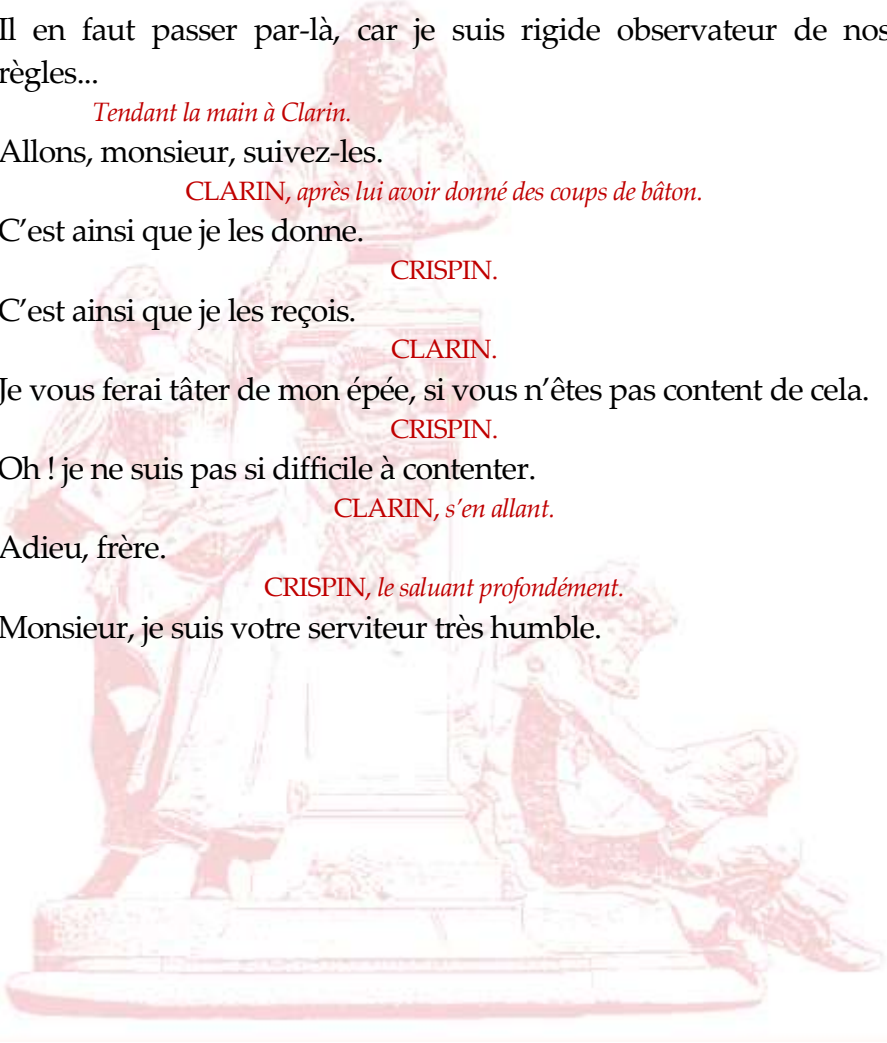 Il en faut passer par-là, car je suis rigide observateur de nos
règles...
Tendant la main à Clarin.
Allons, monsieur, suivez-les.
CLARIN, après lui avoir donné des coups de bâton.
C’est ainsi que je les donne.
CRISPIN.
C’est ainsi que je les reçois.
CLARIN.
Je vous ferai tâter de mon épée, si vous n’êtes pas content de cela.
CRISPIN.
Oh ! je ne suis pas si difficile à contenter.
CLARIN, s’en allant.
Adieu, frère.
CRISPIN, le saluant profondément.
Monsieur, je suis votre serviteur très humble.